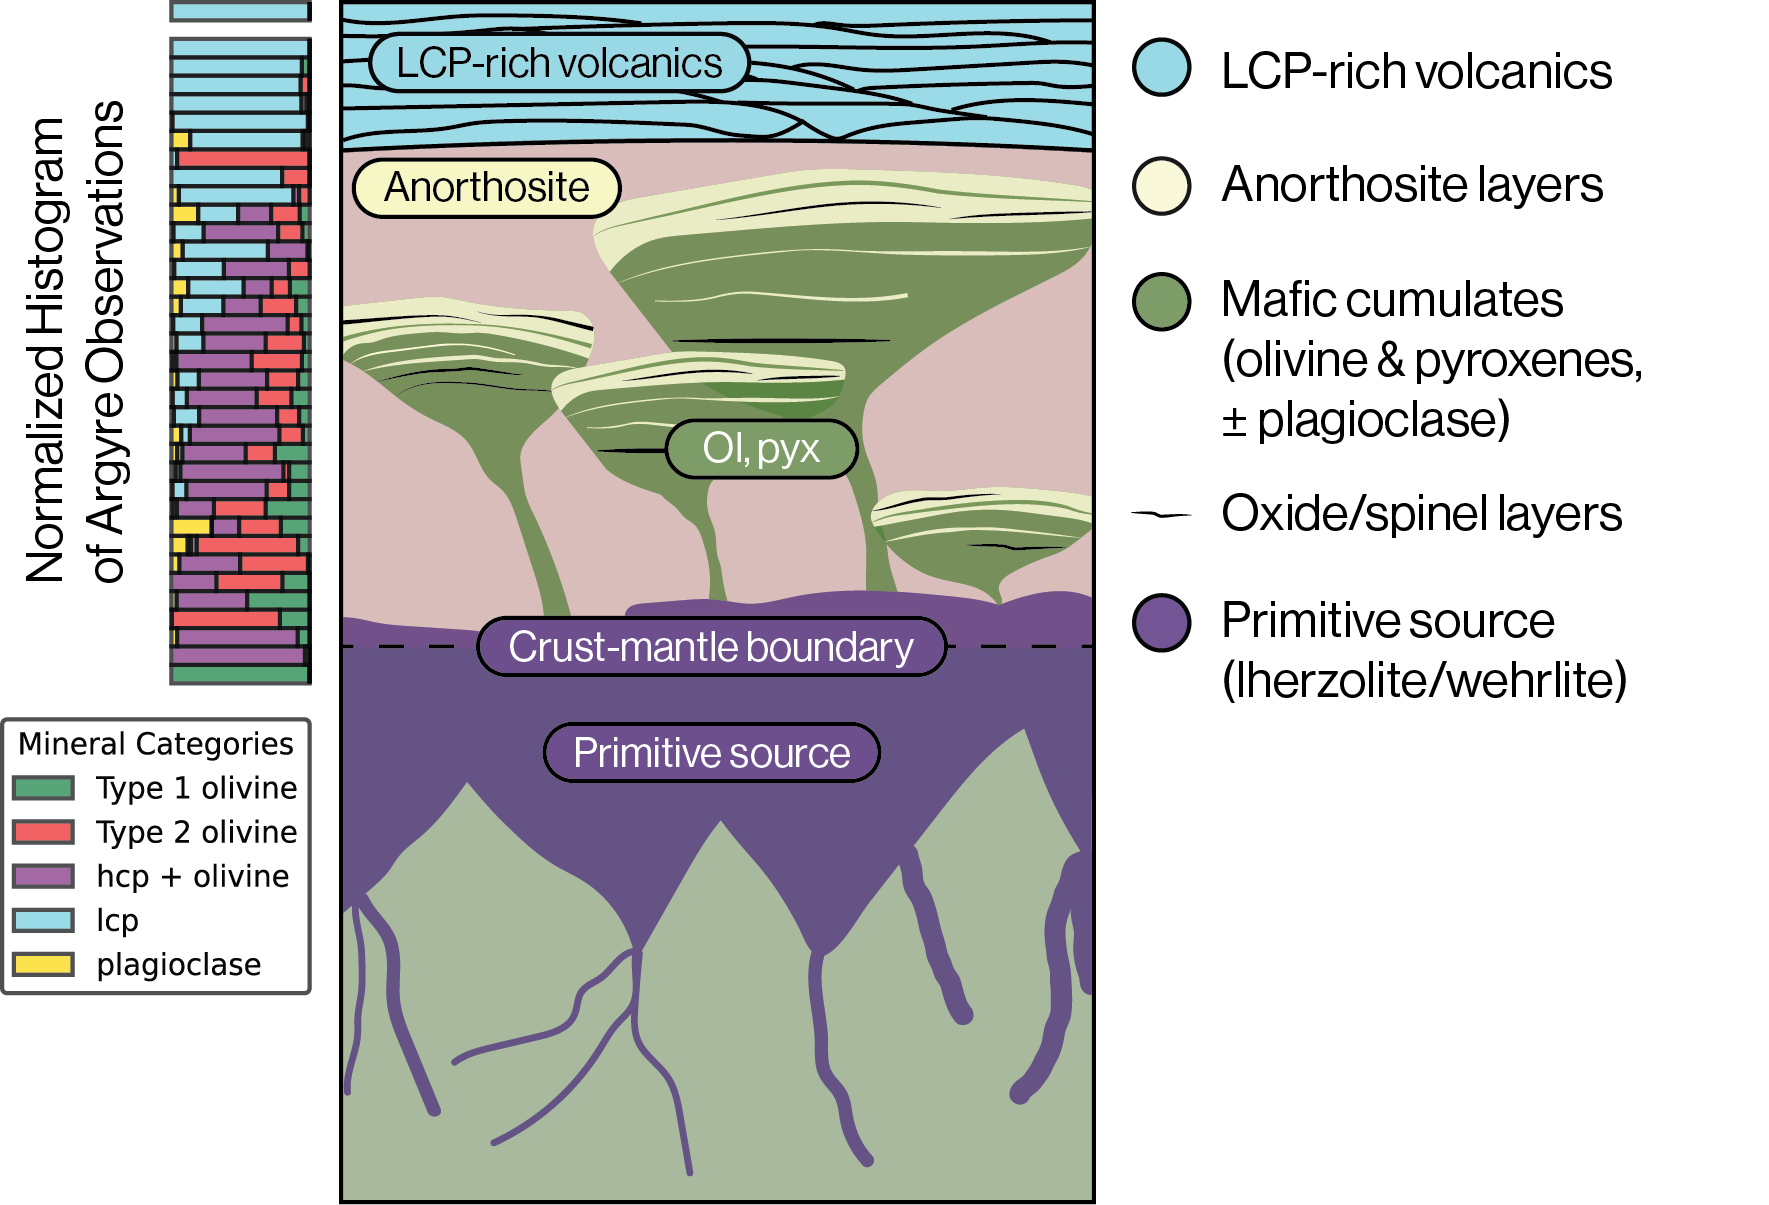 Normalized Histogram
of Argyre Observations
Mineral Categories
Type 1 olivine
Type 2 olivine
hcp + olivine
lcp
plagioclase
LCP-rich volcanics
Anorthosite
Ol, pyx
Crust-mantle boundary
Primitive source
LCP-rich volcanics
Anorthosite layers
Mafic cumulates
(olivine & pyroxenes,
± plagioclase)
Oxide/spinel layers
Primitive source
(lherzolite/wehrlite)